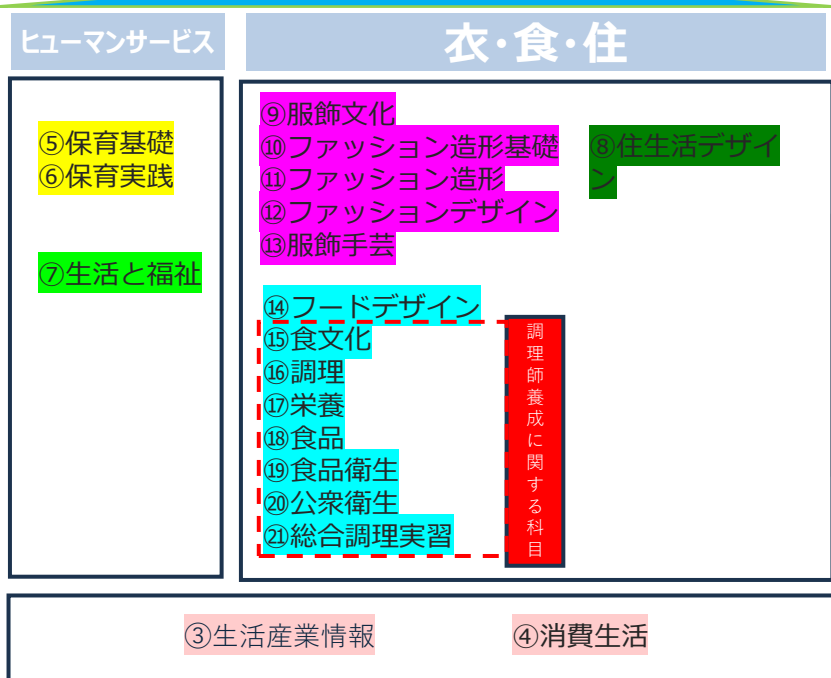 ヒューマンサービス
衣・食・住
⑤保育基礎
⑥保育実践
⑦生活と福祉
⑨服飾文化
⑩ファッション造形基礎
⑪ファッション造形
⑫ファッションデザイン
⑬服飾手芸
⑧住生活デザイ
ン
⑭フードデザイン
⑮食文化
⑯調理
⑰栄養
⑱食品
⑲食品衛生
⑳公衆衛生
㉑総合調理実習
調理師養成に関する科目
③生活産業情報
④消費生活